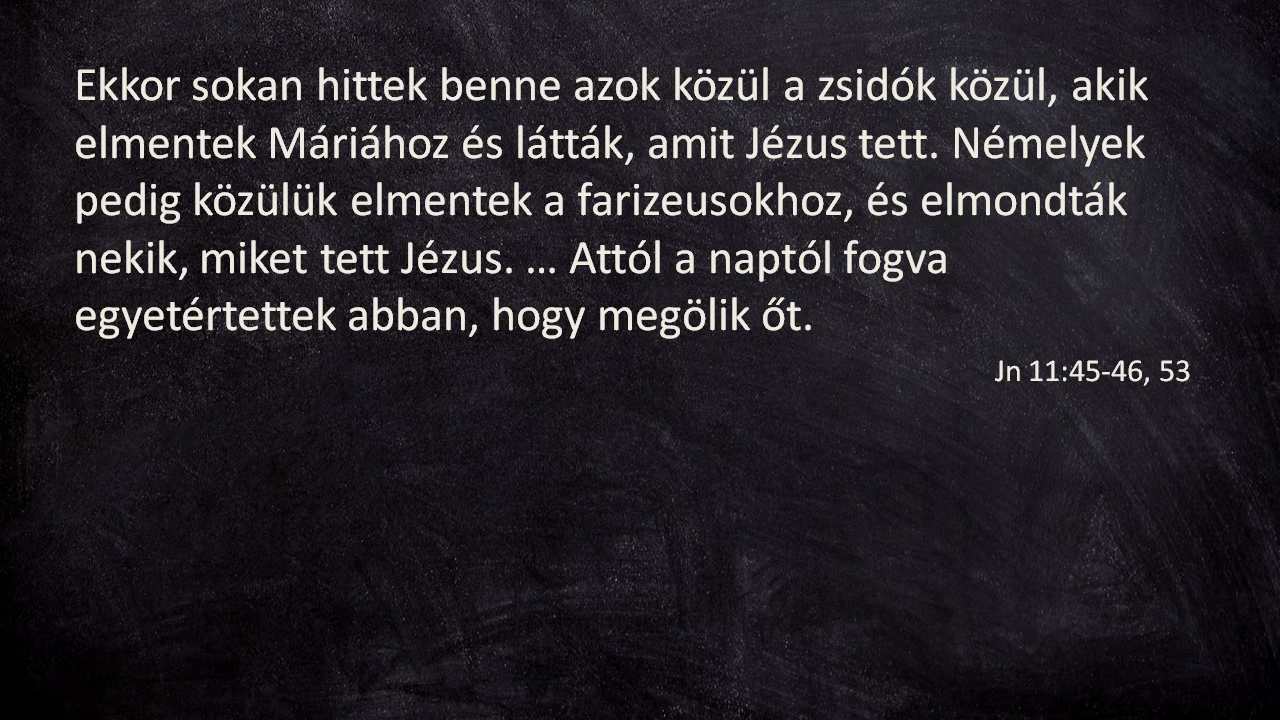 Ekkor sokan hittek benne azok közül a zsidók közül, akik
elmentek Máriához és látták, amit Jézus tett. Némelyek
pedig közülük elmentek a farizeusokhoz, és elmondták
nekik, miket tett Jézus. … Attól a naptól fogva
egyetértettek abban, hogy megölik őt.
Jn 11:45-46, 53